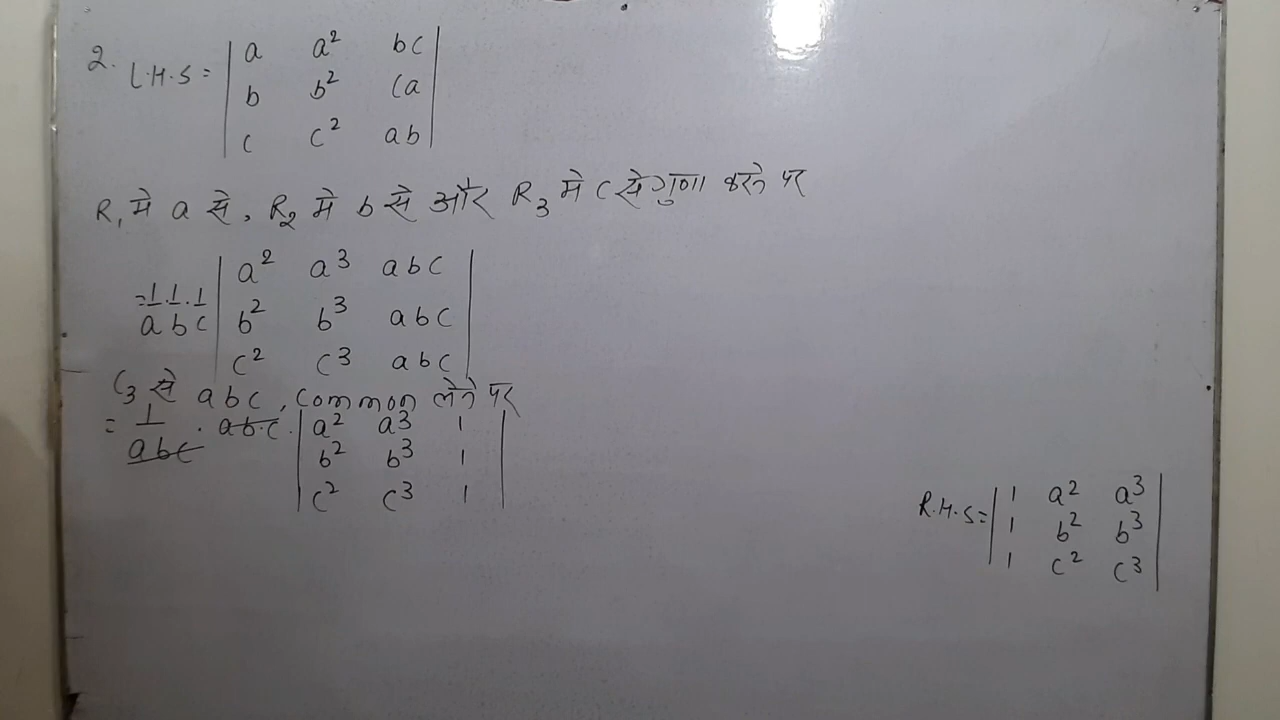 2. L.H.S = | a a² bc |
| b b² ca |
| c c² ab |
R₁ मे a से, R₂ मे b से और R₃ मे c से गुणा करने पर
= 1/a · 1/b · 1/c | a² a³ abc |
| b² b³ abc |
| c² c³ abc |
C₃ से abc, common लेने पर
= 1/abc · abc · | a² a³ 1 |
| b² b³ 1 |
| c² c³ 1 |
R.H.S = | 1 a² a³ |
| 1 b² b³ |
| 1 c² c³ |